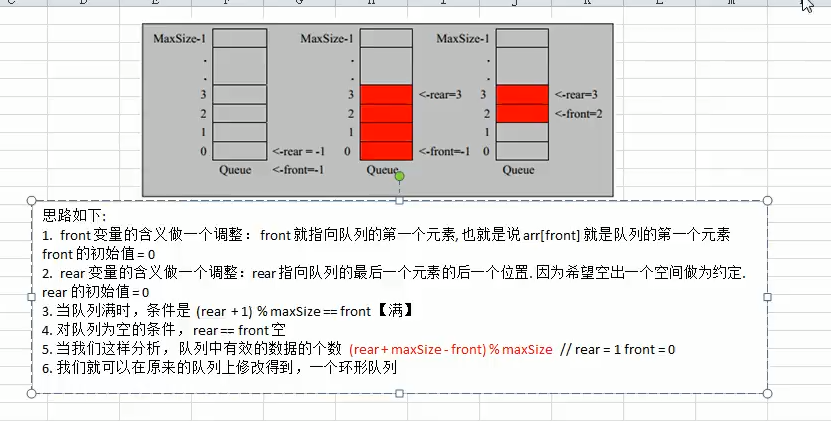 C D E F G H I J K L M
MaxSize-1 MaxSize-1 MaxSize-1
. . .
. . .
3 <-rear=3 3 <-rear=3
3
2 2 2 <-front=2
1 1 1
0 <-rear = -1 0 <-front=-1 0
Queue <-front=-1 Queue Queue
思路如下:
1. front 变量的含义做一个调整： front 就指向队列的第一个元素, 也就是说 arr[front] 就是队列的第一个元素
front 的初始值 = 0
2. rear 变量的含义做一个调整：rear 指向队列的最后一个元素的后一个位置. 因为希望空出一个空间做为约定.
rear 的初始值 = 0
3. 当队列满时，条件是 (rear + 1) % maxSize == front 【满】
4. 对队列为空的条件， rear == front 空
5. 当我们这样分析， 队列中有效的数据的个数 (rear + maxSize - front) % maxSize // rear = 1 front = 0
6. 我们就可以在原来的队列上修改得到，一个环形队列